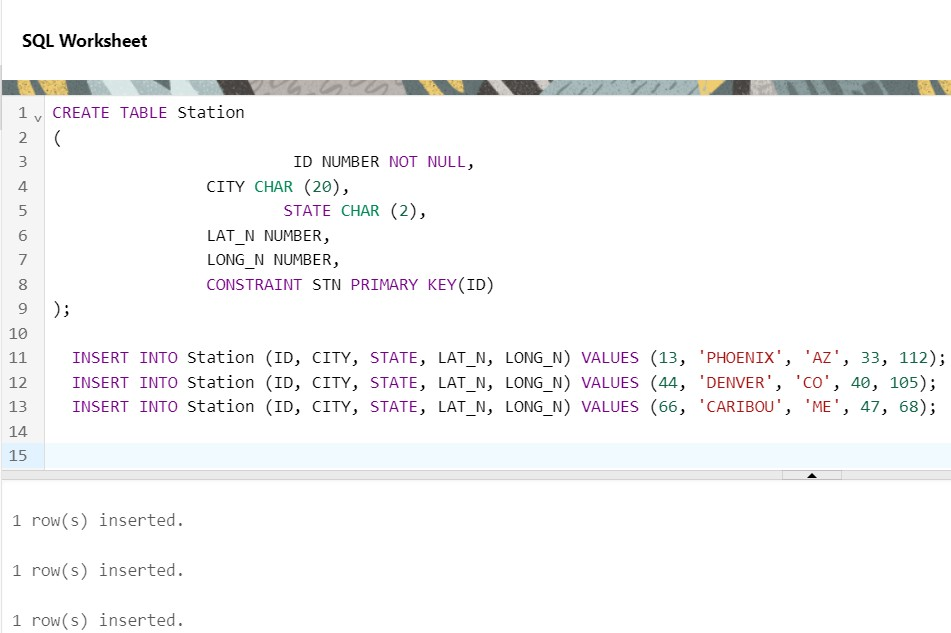 SQL Worksheet
1 CREATE TABLE Station
2 (
3 ID NUMBER NOT NULL,
4 CITY CHAR (20),
5 STATE CHAR (2),
6 LAT_N NUMBER,
7 LONG_N NUMBER,
8 CONSTRAINT STN PRIMARY KEY(ID)
9 );
10
11 INSERT INTO Station (ID, CITY, STATE, LAT_N, LONG_N) VALUES (13, 'PHOENIX', 'AZ', 33, 112);
12 INSERT INTO Station (ID, CITY, STATE, LAT_N, LONG_N) VALUES (44, 'DENVER', 'CO', 40, 105);
13 INSERT INTO Station (ID, CITY, STATE, LAT_N, LONG_N) VALUES (66, 'CARIBOU', 'ME', 47, 68);
14
15
1 row(s) inserted.
1 row(s) inserted.
1 row(s) inserted.